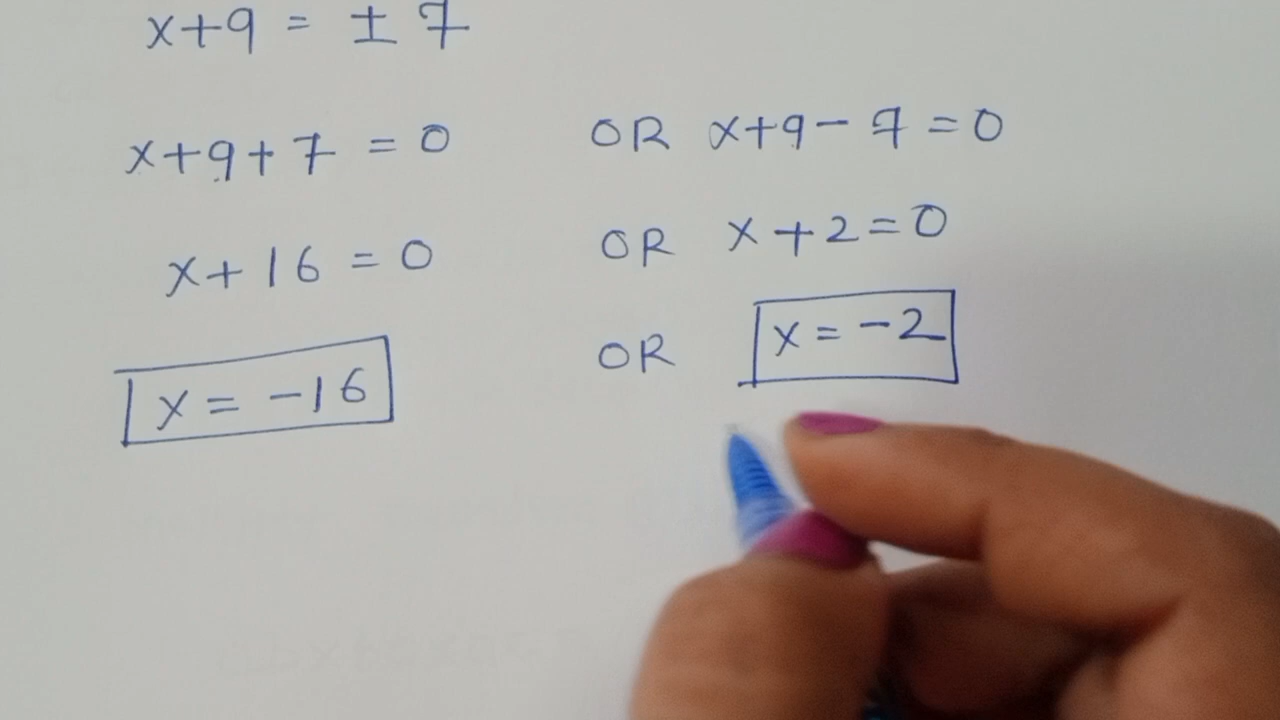 x+9 = ± 7
x+9+7 = 0 OR x+9-7=0
x+16 = 0 OR x+2=0
x = -16 OR x = -2